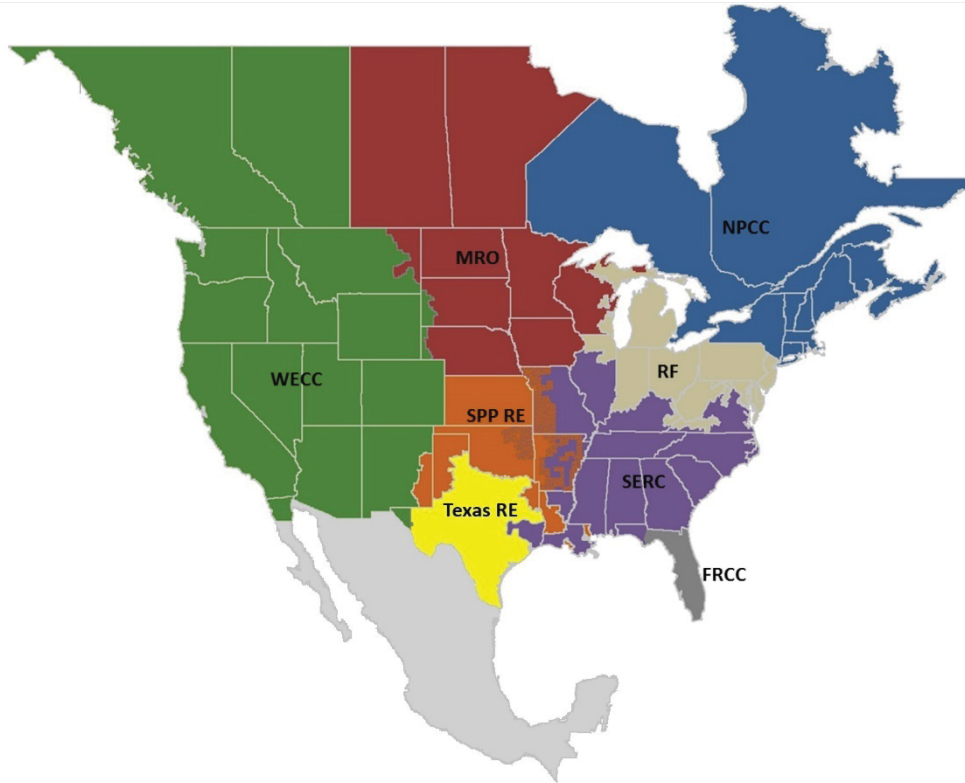 NPCC
MRO
WECC
RF
SPP RE
SERC
Texas RE
FRCC